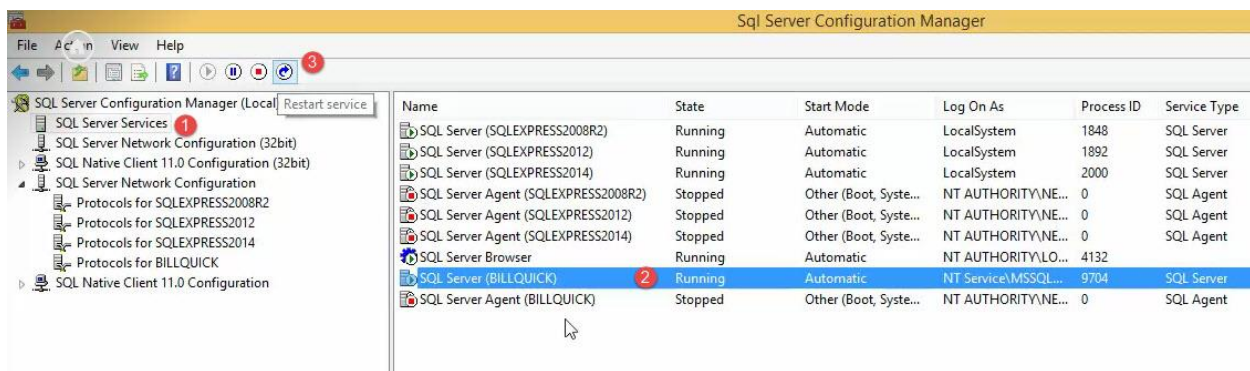 Sql Server Configuration Manager
File Action View Help
3
Restart service
SQL Server Configuration Manager (Local
SQL Server Services 1
SQL Server Network Configuration (32bit)
SQL Native Client 11.0 Configuration (32bit)
SQL Server Network Configuration
Protocols for SQLEXPRESS2008R2
Protocols for SQLEXPRESS2012
Protocols for SQLEXPRESS2014
Protocols for BILLQUICK
SQL Native Client 11.0 Configuration
Name State Start Mode Log On As Process ID Service Type
SQL Server (SQLEXPRESS2008R2) Running Automatic LocalSystem 1848 SQL Server
SQL Server (SQLEXPRESS2012) Running Automatic LocalSystem 1892 SQL Server
SQL Server (SQLEXPRESS2014) Running Automatic LocalSystem 2000 SQL Server
SQL Server Agent (SQLEXPRESS2008R2) Stopped Other (Boot, Syste... NT AUTHORITY\NE... 0 SQL Agent
SQL Server Agent (SQLEXPRESS2012) Stopped Other (Boot, Syste... NT AUTHORITY\NE... 0 SQL Agent
SQL Server Agent (SQLEXPRESS2014) Stopped Other (Boot, Syste... NT AUTHORITY\NE... 0 SQL Agent
SQL Server Browser Running Automatic NT AUTHORITY\LO... 4132
SQL Server (BILLQUICK) 2 Running Automatic NT Service\MSSQL... 9704 SQL Server
SQL Server Agent (BILLQUICK) Stopped Other (Boot, Syste... NT AUTHORITY\NE... 0 SQL Agent